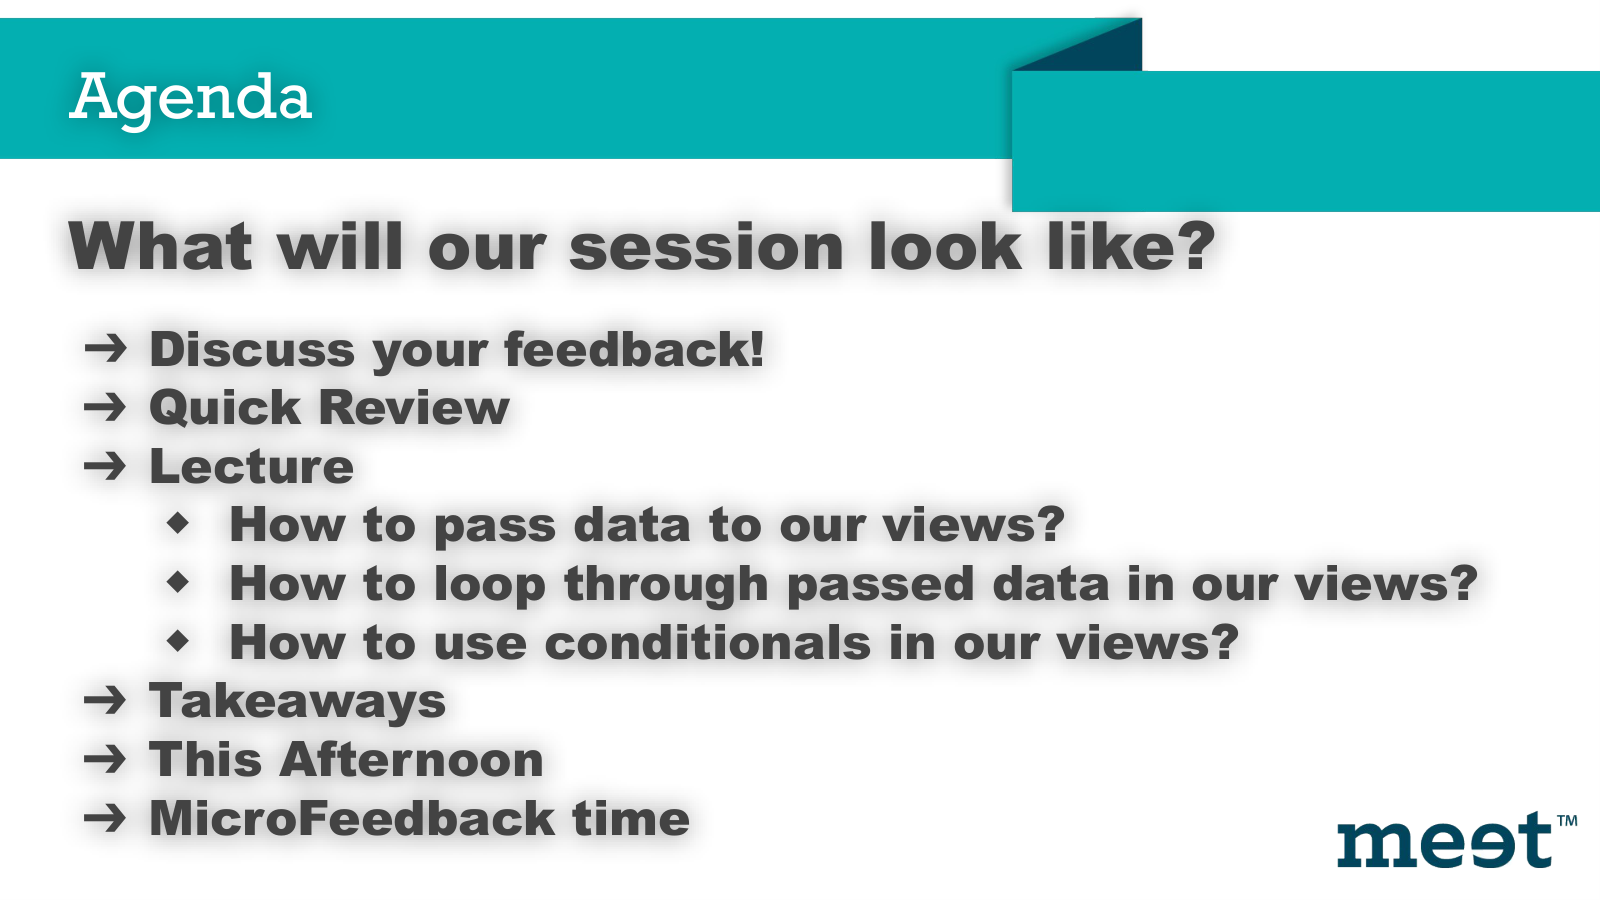 Agenda
What will our session look like?
➔ Discuss your feedback!
➔ Quick Review
➔ Lecture
◆ How to pass data to our views?
◆ How to loop through passed data in our views?
◆ How to use conditionals in our views?
➔ Takeaways
➔ This Afternoon
➔ MicroFeedback time
meet™